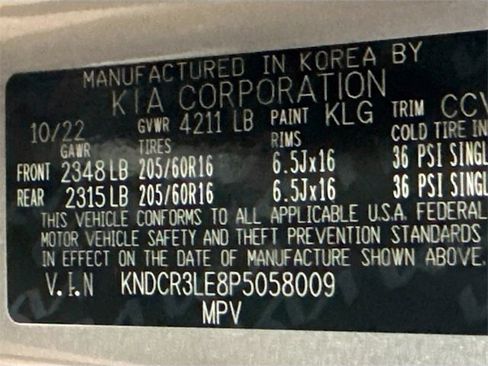 MANUFACTURED IN KOREA BY
KIA CORPORATION
10/22 GVWR 4211 LB PAINT KLG TRIM CCV
GAWR TIRES RIMS COLD TIRE IN
FRONT 2348 LB 205/60R16 6.5Jx16 36 PSI SINGL
REAR 2315 LB 205/60R16 6.5Jx16 36 PSI SINGL
THIS VEHICLE CONFORMS TO ALL APPLICABLE U.S.A. FEDERAL
MOTOR VEHICLE SAFETY AND THEFT PREVENTION STANDARDS
IN EFFECT ON THE DATE OF MANUFACTURE SHOWN ABOVE.
V.I.N KNDCR3LE8P5058009
MPV